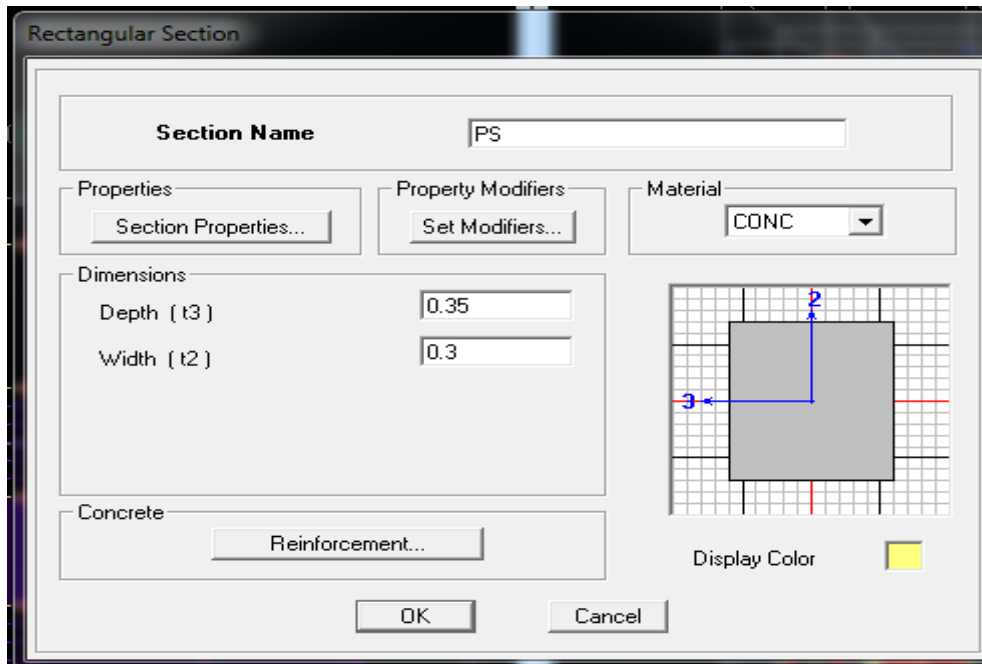 Rectangular Section
Section Name PS
Properties
Section Properties...
Property Modifiers
Set Modifiers...
Material
CONC
Dimensions
Depth ( t3 ) 0.35
Width ( t2 ) 0.3
2
3
Concrete
Reinforcement...
Display Color
OK Cancel